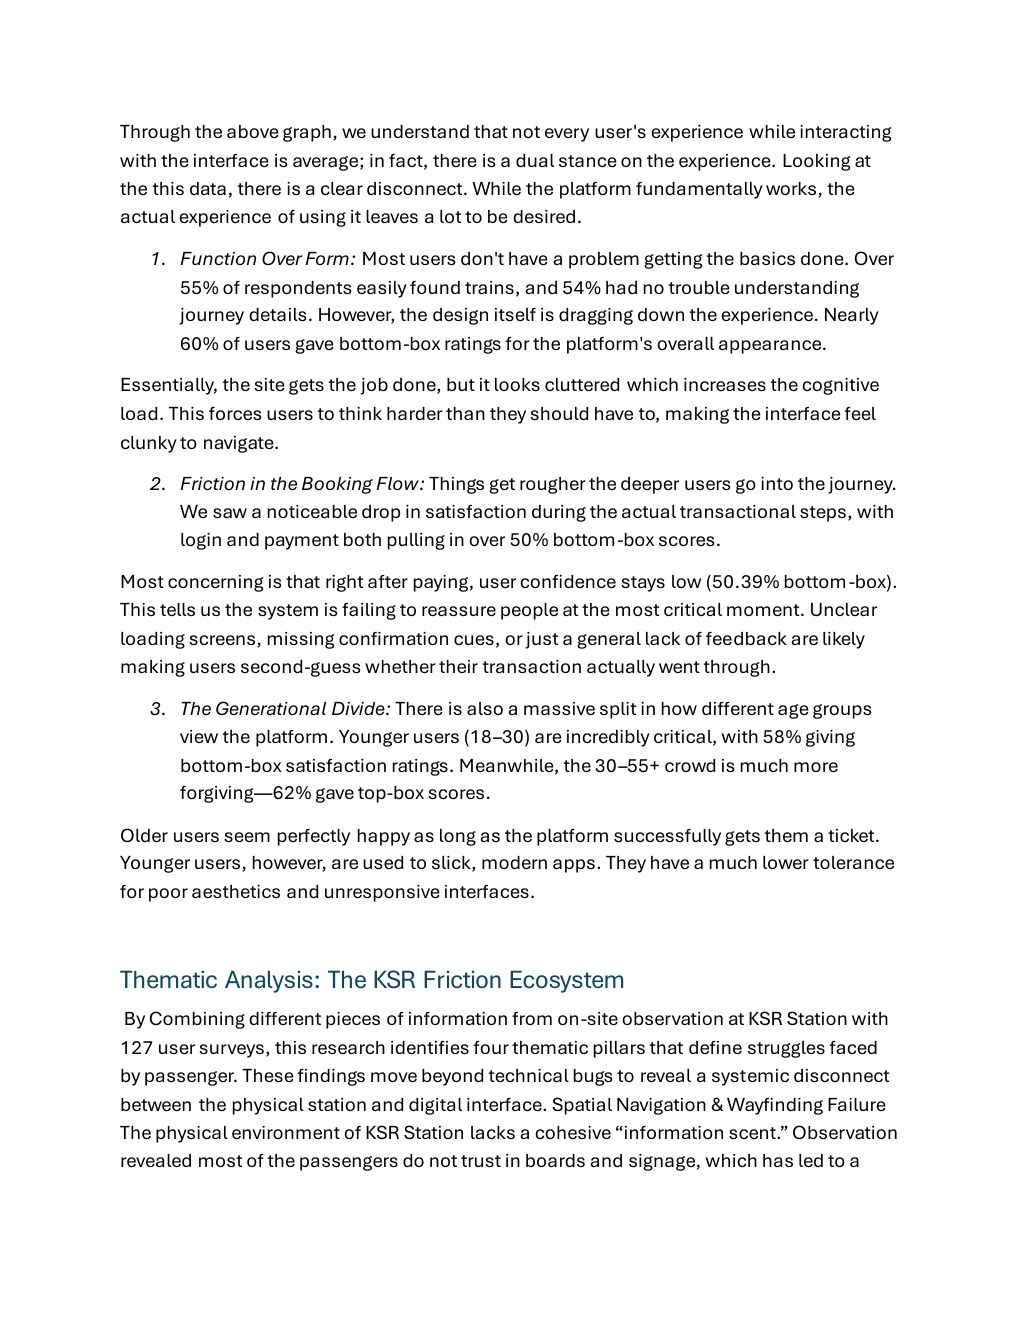 Through the above graph, we understand that not every user's experience while interacting
with the interface is average; in fact, there is a dual stance on the experience. Looking at
the this data, there is a clear disconnect. While the platform fundamentally works, the
actual experience of using it leaves a lot to be desired.
1. Function Over Form: Most users don't have a problem getting the basics done. Over
55% of respondents easily found trains, and 54% had no trouble understanding
journey details. However, the design itself is dragging down the experience. Nearly
60% of users gave bottom-box ratings for the platform's overall appearance.
Essentially, the site gets the job done, but it looks cluttered which increases the cognitive
load. This forces users to think harder than they should have to, making the interface feel
clunky to navigate.
2. Friction in the Booking Flow: Things get rougher the deeper users go into the journey.
We saw a noticeable drop in satisfaction during the actual transactional steps, with
login and payment both pulling in over 50% bottom-box scores.
Most concerning is that right after paying, user confidence stays low (50.39% bottom-box).
This tells us the system is failing to reassure people at the most critical moment. Unclear
loading screens, missing confirmation cues, or just a general lack of feedback are likely
making users second-guess whether their transaction actually went through.
3. The Generational Divide: There is also a massive split in how different age groups
view the platform. Younger users (18–30) are incredibly critical, with 58% giving
bottom-box satisfaction ratings. Meanwhile, the 30–55+ crowd is much more
forgiving—62% gave top-box scores.
Older users seem perfectly happy as long as the platform successfully gets them a ticket.
Younger users, however, are used to slick, modern apps. They have a much lower tolerance
for poor aesthetics and unresponsive interfaces.
Thematic Analysis: The KSR Friction Ecosystem
By Combining different pieces of information from on-site observation at KSR Station with
127 user surveys, this research identifies four thematic pillars that define struggles faced
by passenger. These findings move beyond technical bugs to reveal a systemic disconnect
between the physical station and digital interface. Spatial Navigation & Wayfinding Failure
The physical environment of KSR Station lacks a cohesive “information scent.” Observation
revealed most of the passengers do not trust in boards and signage, which has led to a